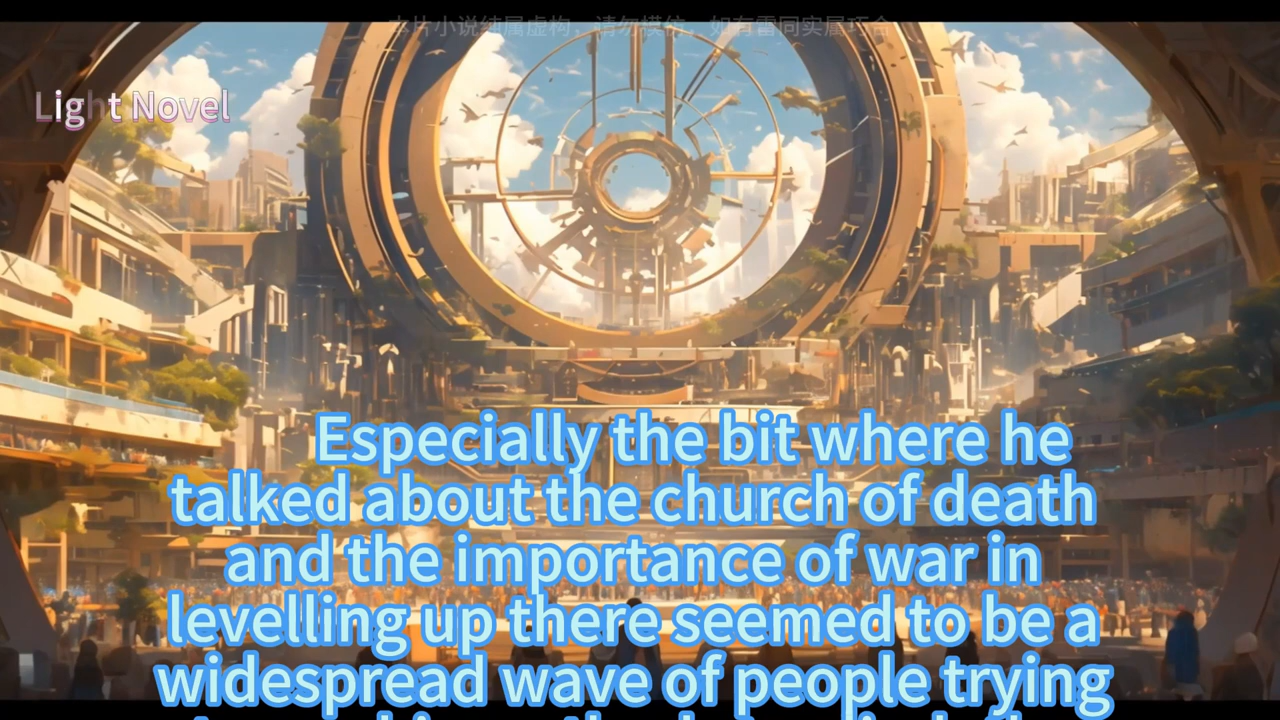 本片小说纯属虚构，请勿模仿，如有雷同实属巧合
Light Novel
Especially the bit where he
talked about the church of death
and the importance of war in
levelling up there seemed to be a
widespread wave of people trying